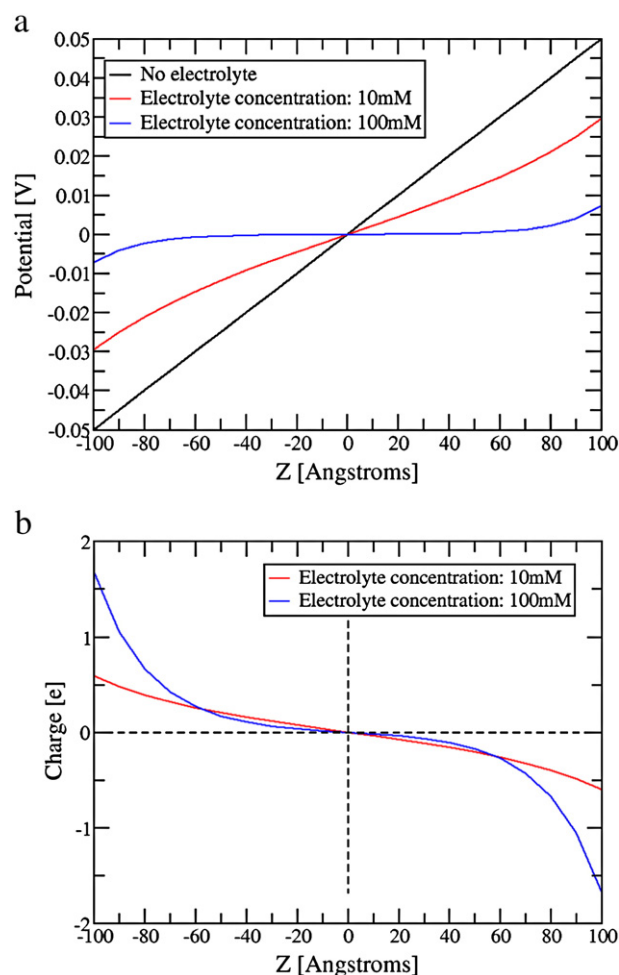 a
0.05
0.04
0.03
0.02
0.01
0
-0.01
-0.02
-0.03
-0.04
-0.05
Potential [V]
No electrolyte
Electrolyte concentration: 10mM
Electrolyte concentration: 100mM
-100 -80 -60 -40 -20 0 20 40 60 80 100
Z [Angstroms]
b
2
1
0
-1
-2
Charge [e]
Electrolyte concentration: 10mM
Electrolyte concentration: 100mM
-100 -80 -60 -40 -20 0 20 40 60 80 100
Z [Angstroms]